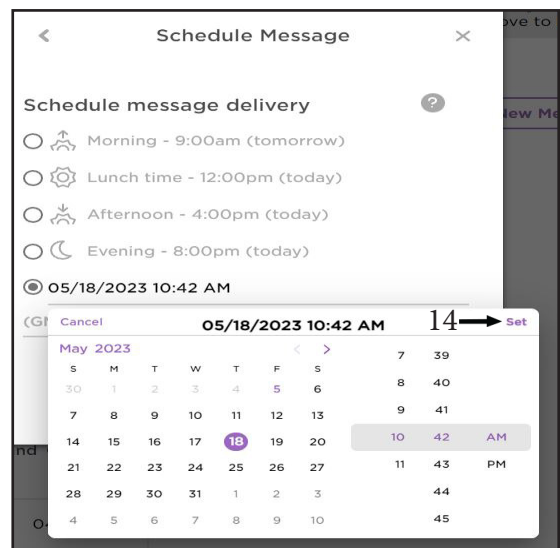 Schedule Message
ove to
Schedule message delivery ?
New Me
Morning - 9:00am (tomorrow)
Lunch time - 12:00pm (today)
Afternoon - 4:00pm (today)
Evening - 8:00pm (today)
05/18/2023 10:42 AM
(G
Cancel 05/18/2023 10:42 AM 14 Set
May 2023 < >
S M T W T F S
30 1 2 3 4 5 6
7 8 9 10 11 12 13
14 15 16 17 18 19 20
21 22 23 24 25 26 27
28 29 30 31 1 2 3
4 5 6 7 8 9 10
7 39
8 40
9 41
10 42 AM
11 43 PM
44
45
nd
04